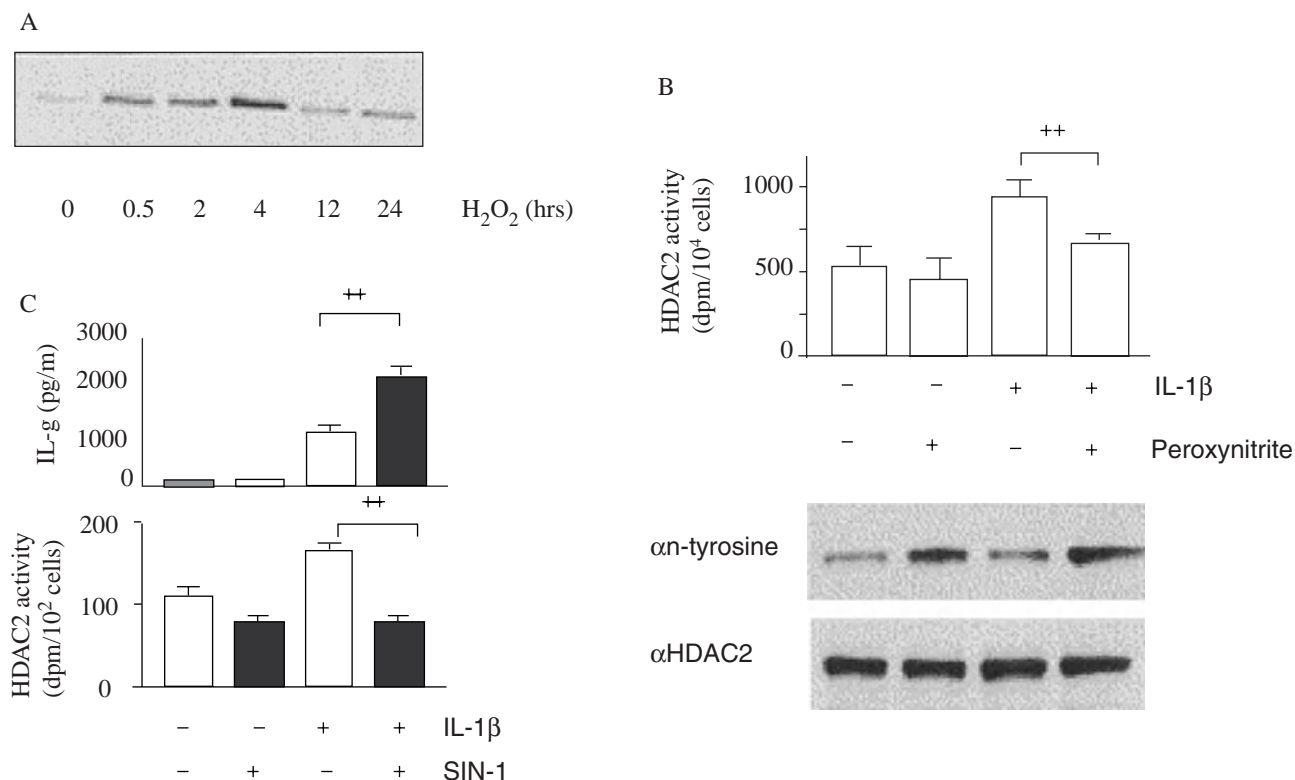 A
0 0.5 2 4 12 24 H₂O₂ (hrs)
B
++
HDAC2 activity
(dpm/10⁴ cells)
1000
500
0
– – + + IL-1β
– + – + Peroxynitrite
αn-tyrosine
αHDAC2
C
++
IL-g (pg/m)
3000
2000
1000
0
++
HDAC2 activity
(dpm/10² cells)
200
100
0
– – + + IL-1β
– + – + SIN-1